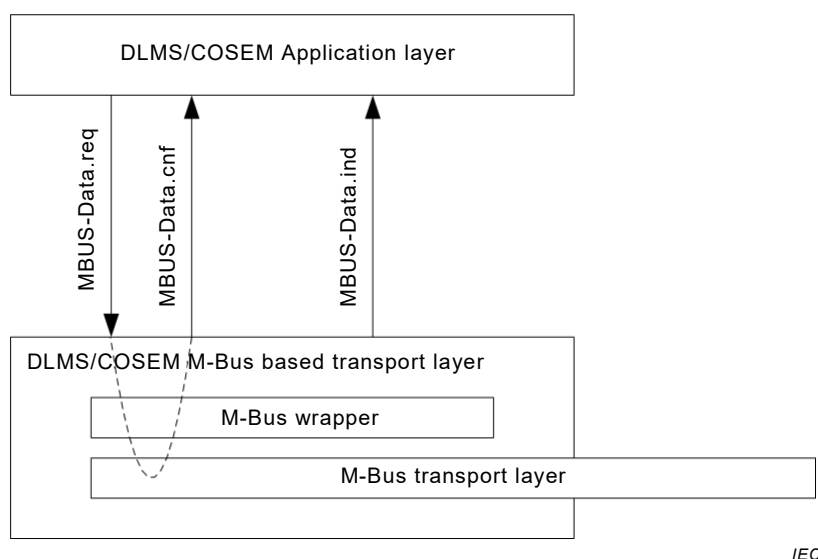 DLMS/COSEM Application layer
MBUS-Data.req
MBUS-Data.cnf
MBUS-Data.ind
DLMS/COSEM M-Bus based transport layer
M-Bus wrapper
M-Bus transport layer
IEC